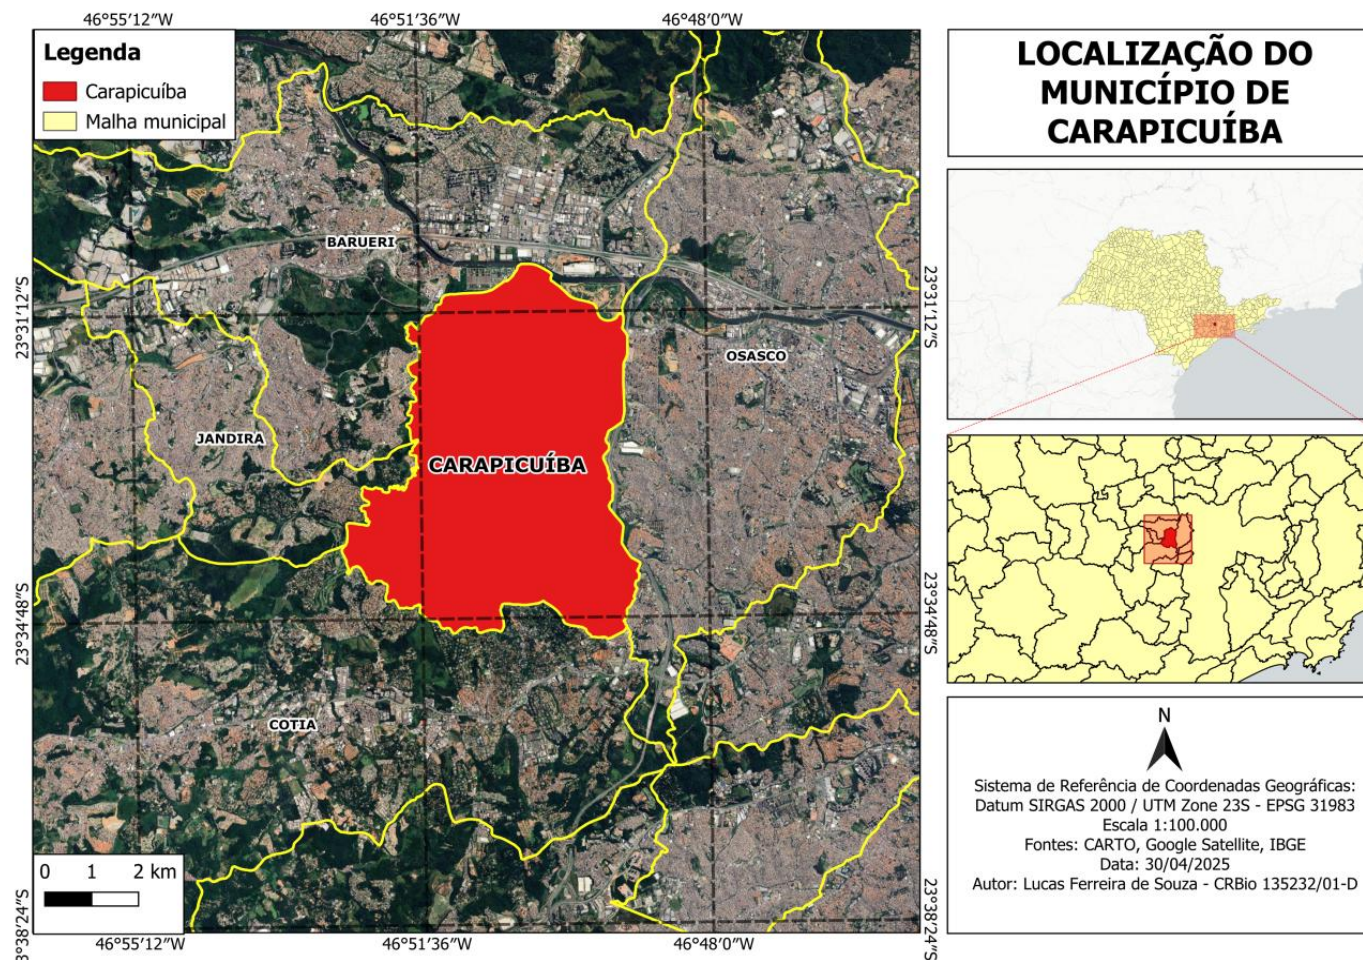 46°55'12"W
46°51'36"W
46°48'0"W
Legenda
Carapicuíba
Malha municipal
BARUERI
OSASCO
JANDIRA
CARAPICUÍBA
COTIA
23°31'12"S
23°34'48"S
23°38'24"S
23°31'12"S
23°34'48"S
23°38'24"S
0 1 2 km
46°55'12"W
46°51'36"W
46°48'0"W
LOCALIZAÇÃO DO
MUNICÍPIO DE
CARAPICUÍBA
N
Sistema de Referência de Coordenadas Geográficas:
Datum SIRGAS 2000 / UTM Zone 23S - EPSG 31983
Escala 1:100.000
Fontes: CARTO, Google Satellite, IBGE
Data: 30/04/2025
Autor: Lucas Ferreira de Souza - CRBio 135232/01-D